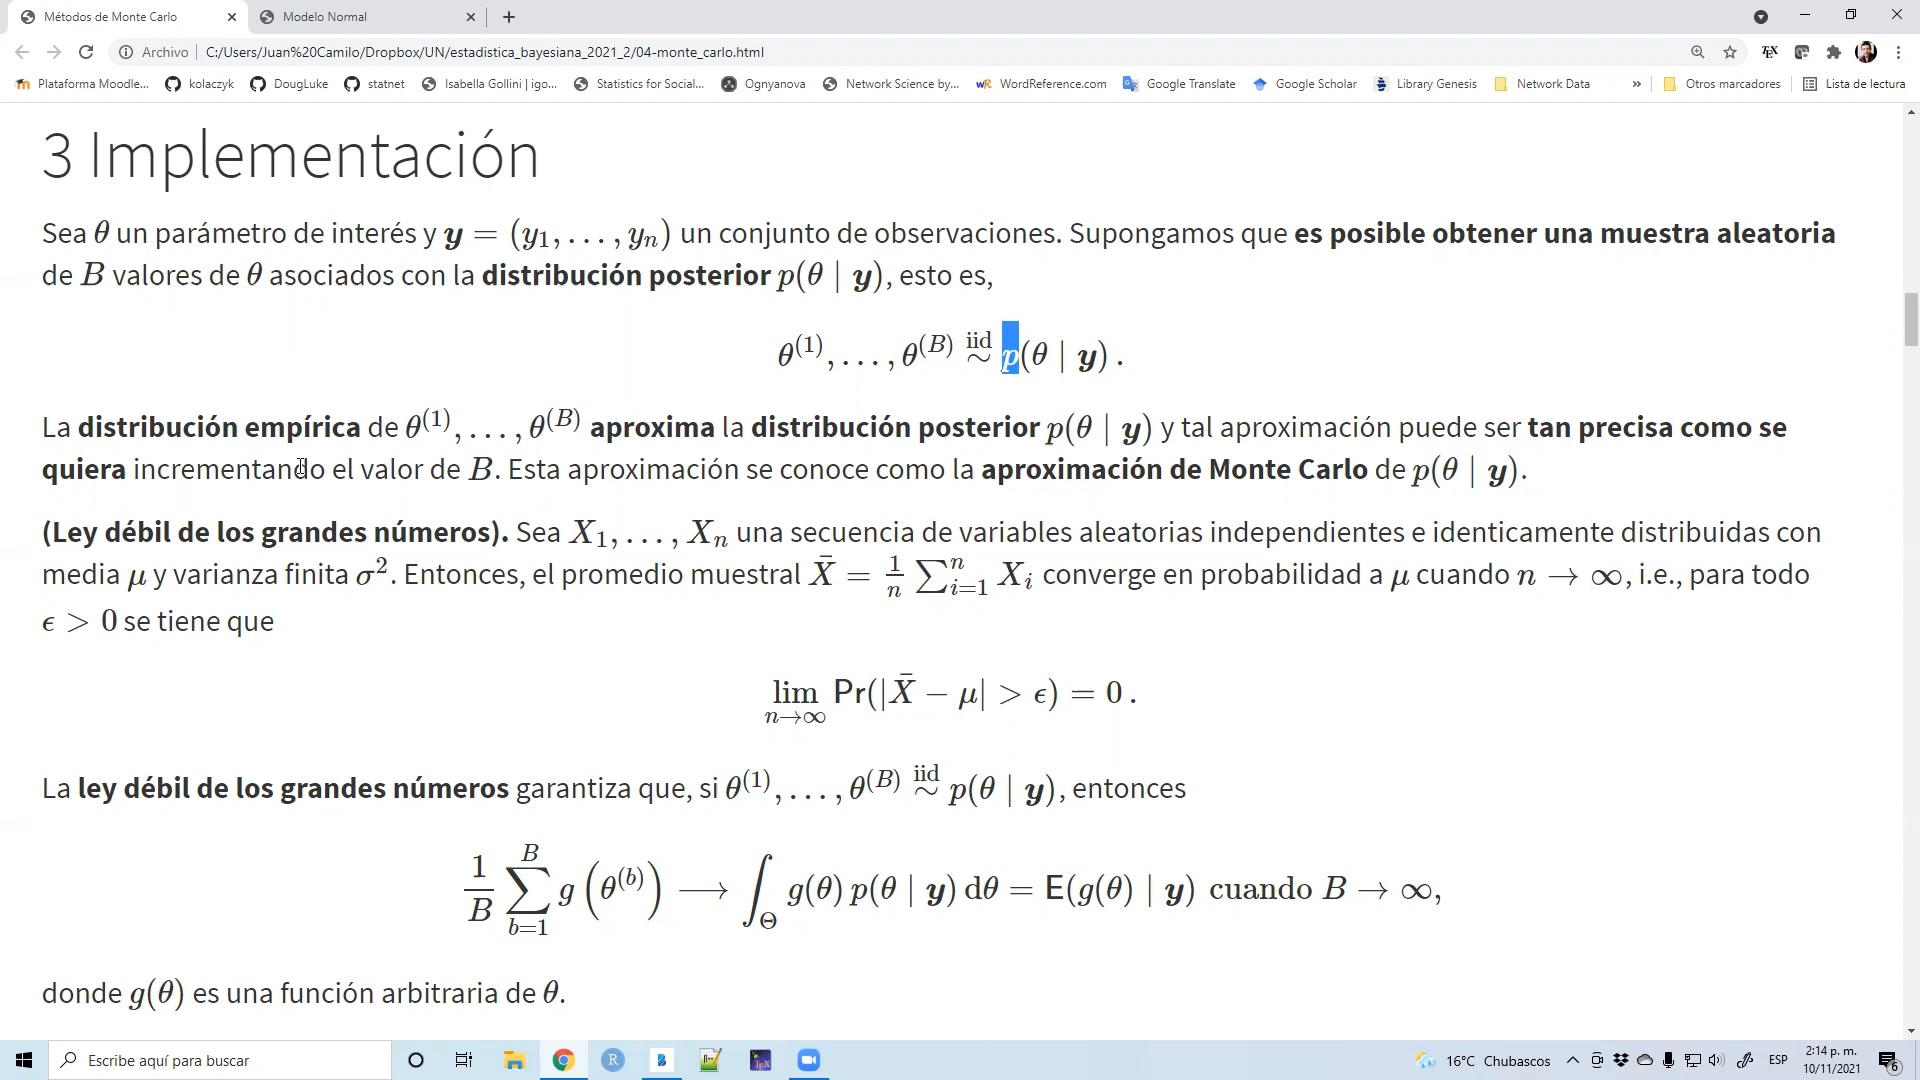 Métodos de Monte Carlo
Modelo Normal
Archivo C:/Users/Juan%20Camilo/Dropbox/UN/estadistica_bayesiana_2021_2/04-monte_carlo.html
Plataforma Moodle... kolaczyk DougLuke statnet Isabella Gollini | igo... Statistics for Social... Ognyanova Network Science by... WordReference.com Google Translate Google Scholar Library Genesis Network Data » Otros marcadores Lista de lectura
3 Implementación
Sea θ un parámetro de interés y y = (y₁, …, yₙ) un conjunto de observaciones. Supongamos que es posible obtener una muestra aleatoria
de B valores de θ asociados con la distribución posterior p(θ | y), esto es,
θ⁽¹⁾, …, θ⁽ᴮ⁾ iid ∼ p(θ | y) .
La distribución empírica de θ⁽¹⁾, …, θ⁽ᴮ⁾ aproxima la distribución posterior p(θ | y) y tal aproximación puede ser tan precisa como se
quiera incrementando el valor de B. Esta aproximación se conoce como la aproximación de Monte Carlo de p(θ | y).
(Ley débil de los grandes números). Sea X₁, …, Xₙ una secuencia de variables aleatorias independientes e identicamente distribuidas con
media μ y varianza finita σ². Entonces, el promedio muestral X̄ = 1/n ∑ⁿᵢ₌₁ Xᵢ converge en probabilidad a μ cuando n → ∞, i.e., para todo
ϵ > 0 se tiene que
lim n→∞ Pr(|X̄ − μ| > ϵ) = 0 .
La ley débil de los grandes números garantiza que, si θ⁽¹⁾, …, θ⁽ᴮ⁾ iid ∼ p(θ | y), entonces
1/B ∑ᴮ b=1 g (θ⁽ᵇ⁾) ⟶ ∫Θ g(θ) p(θ | y) dθ = E(g(θ) | y) cuando B → ∞,
donde g(θ) es una función arbitraria de θ.
Escribe aquí para buscar
16°C Chubascos
ESP
2:14 p. m.
10/11/2021
6